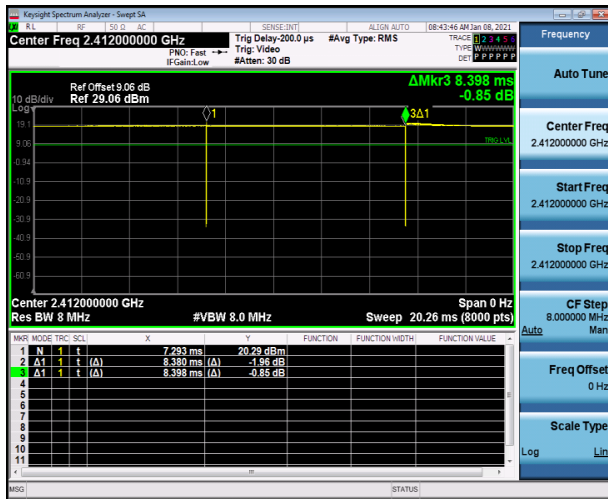 Keysight Spectrum Analyzer - Swept SA
RL RF 50 Ω AC SENSE:INT ALIGN AUTO 08:43:46 AM Jan 08, 2021
Center Freq 2.412000000 GHz
PNO: Fast
IFGain:Low
Trig Delay-200.0 µs
Trig: Video
#Atten: 30 dB
#Avg Type: RMS
TRACE 1 2 3 4 5 6
TYPE WWWWWW
DET P P P P P P
Ref Offset 9.06 dB
10 dB/div Ref 29.06 dBm
Log
ΔMkr3 8.398 ms
-0.85 dB
1
3Δ1
19.1
9.06
TRIG LVL
-0.94
-10.9
-20.9
-30.9
-40.9
-50.9
-60.9
Center 2.412000000 GHz Span 0 Hz
Res BW 8 MHz #VBW 8.0 MHz Sweep 20.26 ms (8000 pts)
MKR MODE TRC SCL X Y FUNCTION FUNCTION WIDTH FUNCTION VALUE
1 N 1 t 7.293 ms 20.29 dBm
2 Δ1 1 t (Δ) 8.380 ms (Δ) -1.96 dB
3 Δ1 1 t (Δ) 8.398 ms (Δ) -0.85 dB
4
5
6
7
8
9
10
11
MSG STATUS
Frequency
Auto Tune
Center Freq
2.412000000 GHz
Start Freq
2.412000000 GHz
Stop Freq
2.412000000 GHz
CF Step
8.000000 MHz
Auto Man
Freq Offset
0 Hz
Scale Type
Log Lin